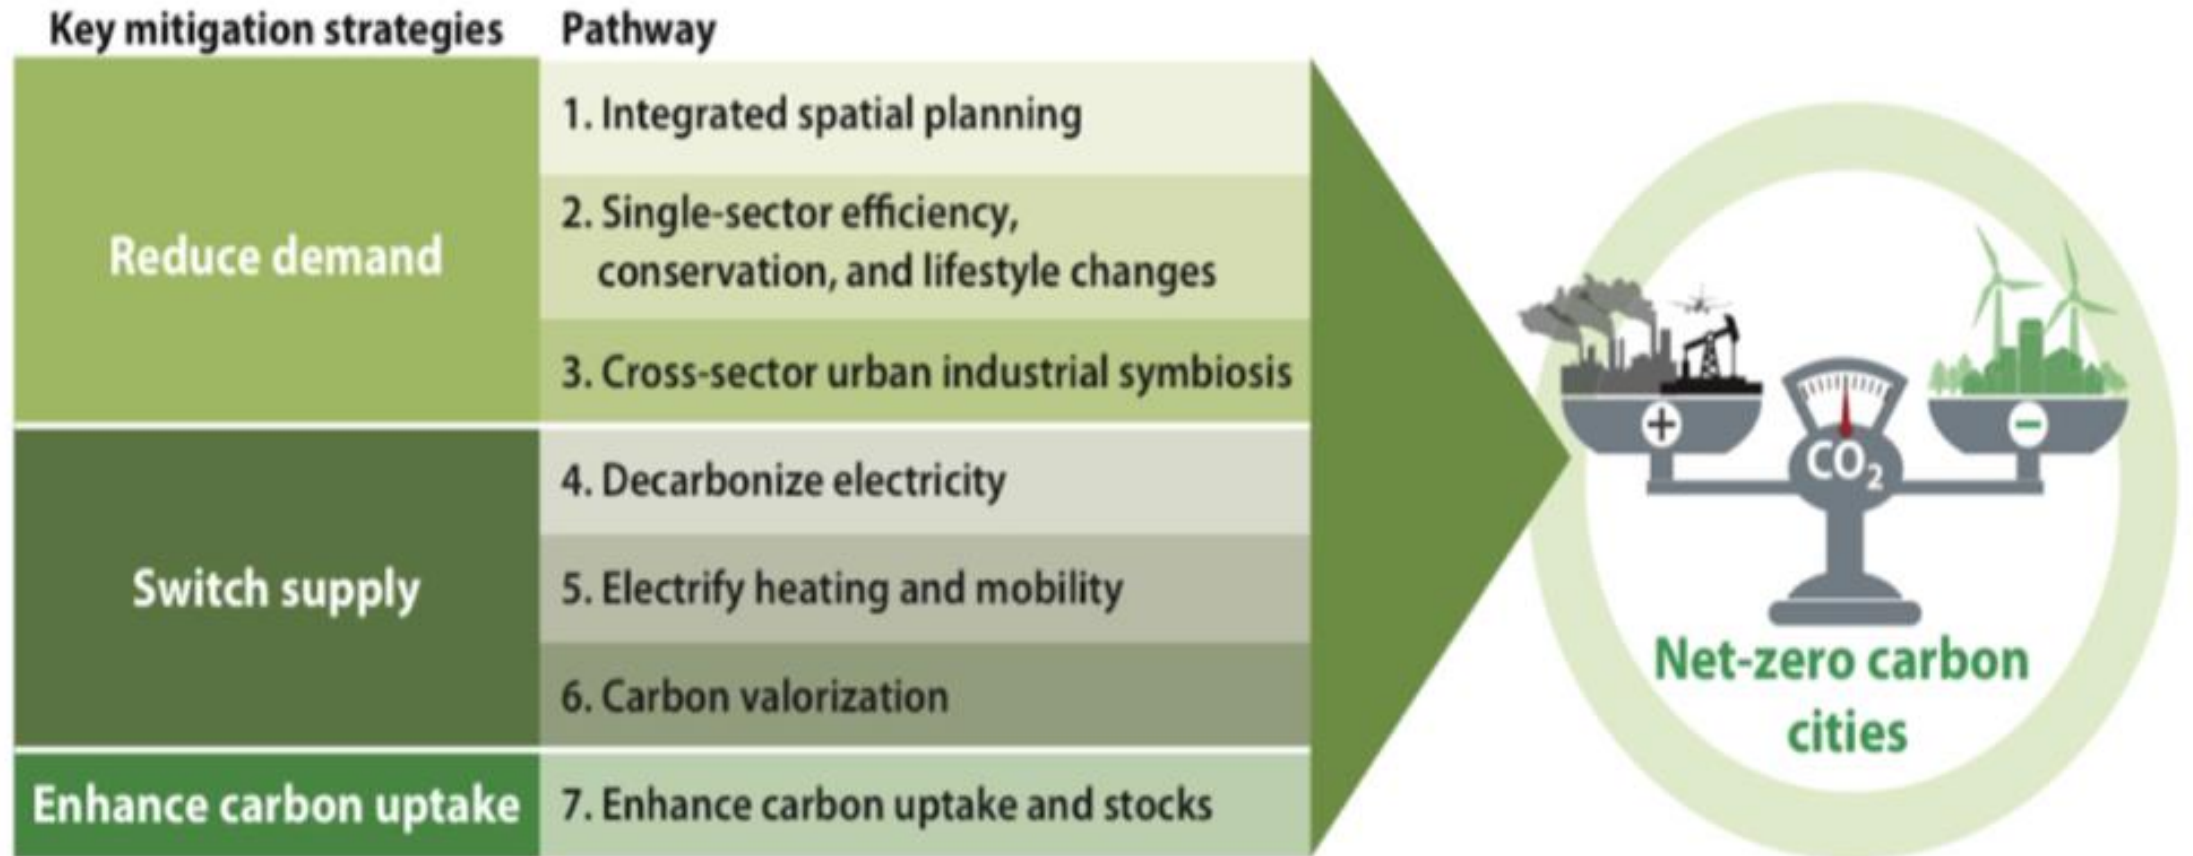 Key mitigation strategies
Pathway
Reduce demand
1. Integrated spatial planning
2. Single-sector efficiency,
conservation, and lifestyle changes
3. Cross-sector urban industrial symbiosis
Switch supply
4. Decarbonize electricity
5. Electrify heating and mobility
6. Carbon valorization
Enhance carbon uptake
7. Enhance carbon uptake and stocks
+
−
CO₂
Net-zero carbon
cities